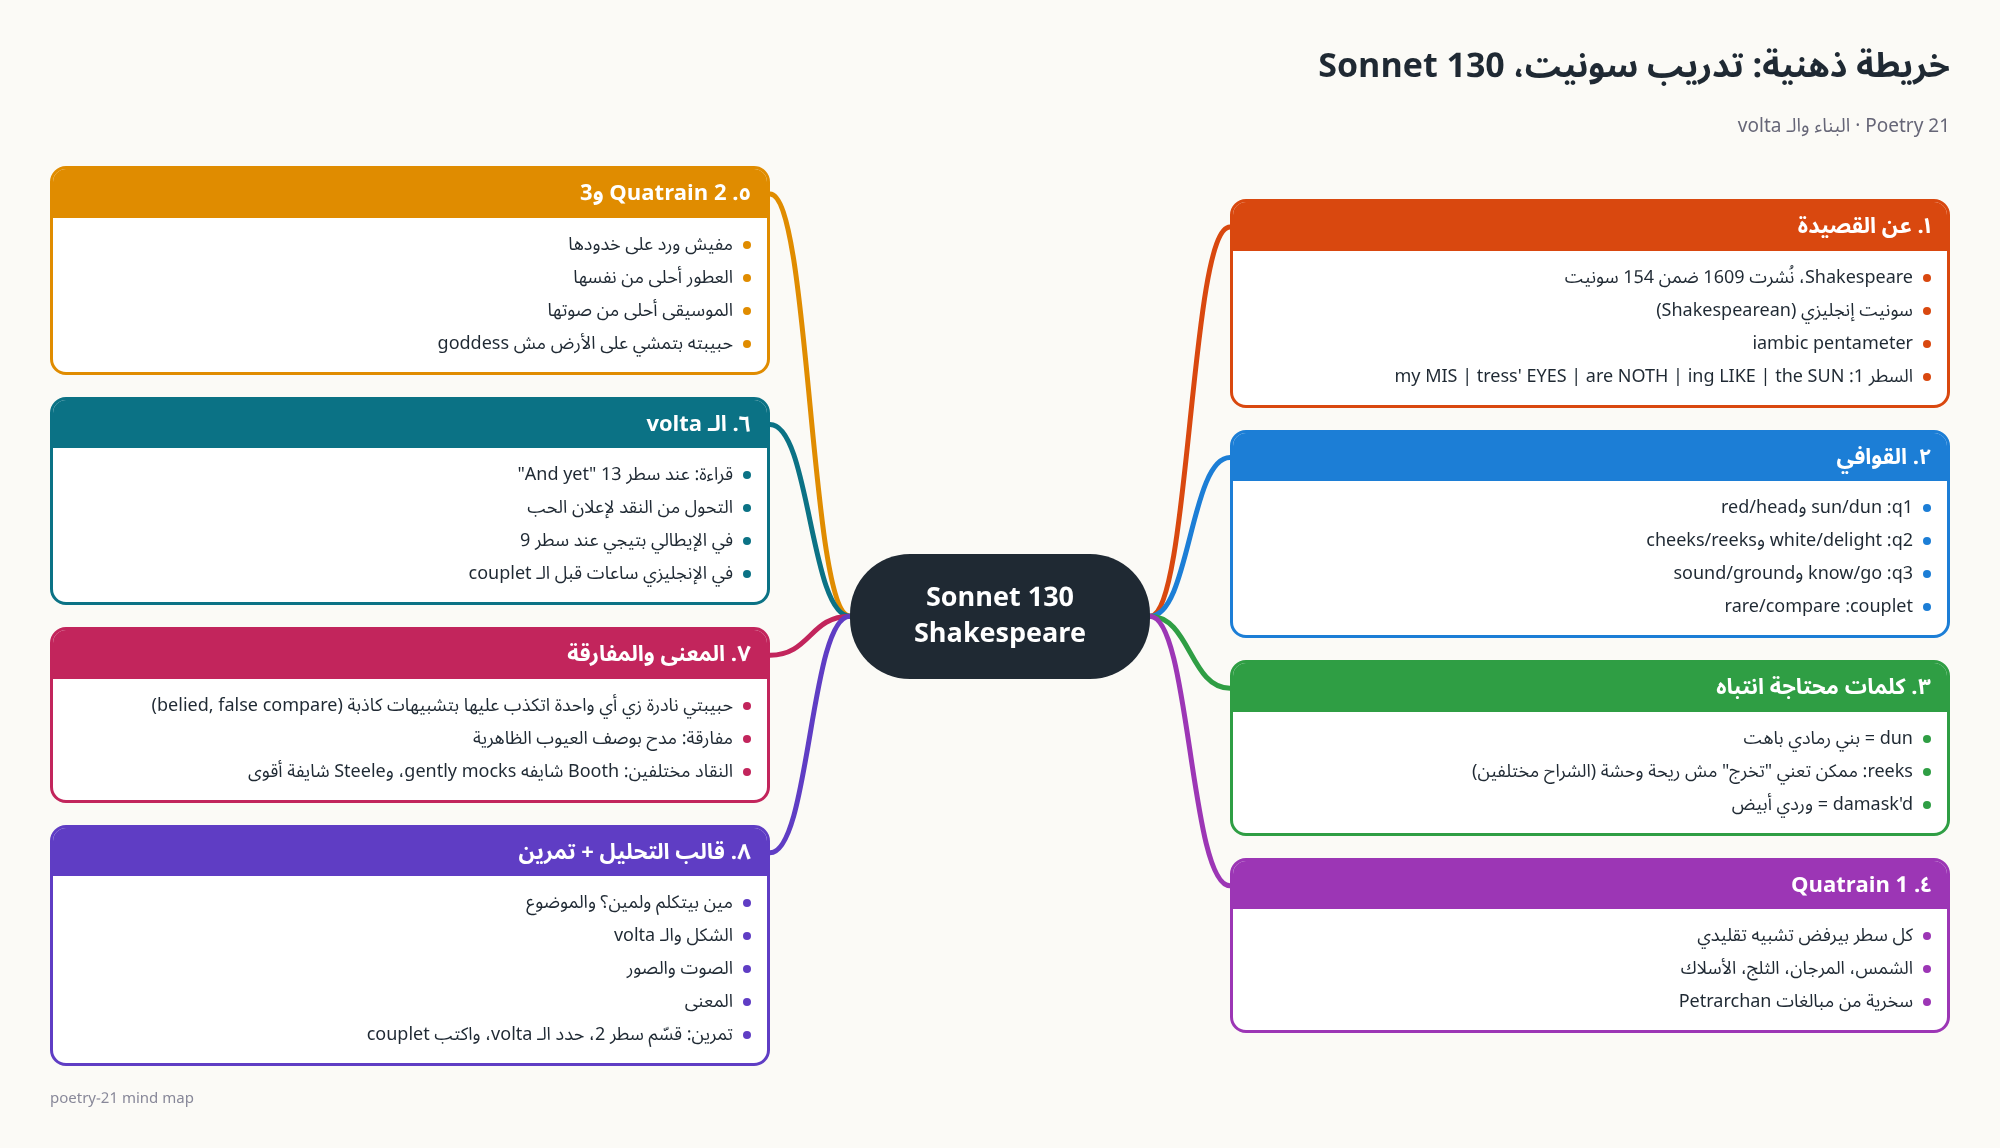 خريطة ذهنية: تدريب سونيت، Sonnet 130
Poetry 21 · البناء والـ volta
١. عن القصيدة
Shakespeare، نُشرت 1609 ضمن 154 سونيت
سونيت إنجليزي (Shakespearean)
iambic pentameter
السطر 1: my MIS | tress' EYES | are NOTH | ing LIKE | the SUN
٢. القوافي
q1: sun/dun وred/head
q2: white/delight وcheeks/reeks
q3: know/go وsound/ground
couplet: rare/compare
٣. كلمات محتاجة انتباه
dun = بني رمادي باهت
reeks: ممكن تعني "تخرج" مش ريحة وحشة (الشراح مختلفين)
damask'd = وردي أبيض
٤. Quatrain 1
كل سطر بيرفض تشبيه تقليدي
الشمس، المرجان، الثلج، الأسلاك
سخرية من مبالغات Petrarchan
Sonnet 130
Shakespeare
٥. Quatrain 2 و3
مفيش ورد على خدودها
العطور أحلى من نفسها
الموسيقى أحلى من صوتها
حبيبته بتمشي على الأرض مش goddess
٦. الـ volta
قراءة: عند سطر 13 "And yet"
التحول من النقد لإعلان الحب
في الإيطالي بتيجي عند سطر 9
في الإنجليزي ساعات قبل الـ couplet
٧. المعنى والمفارقة
حبيبتي نادرة زي أي واحدة اتكذب عليها بتشبيهات كاذبة (belied, false compare)
مفارقة: مدح بوصف العيوب الظاهرية
النقاد مختلفين: Booth شايفه gently mocks، وSteele شايفة أقوى
٨. قالب التحليل + تمرين
مين بيتكلم ولمين؟ والموضوع
الشكل والـ volta
الصوت والصور
المعنى
تمرين: قسّم سطر 2، حدد الـ volta، واكتب couplet
poetry-21 mind map